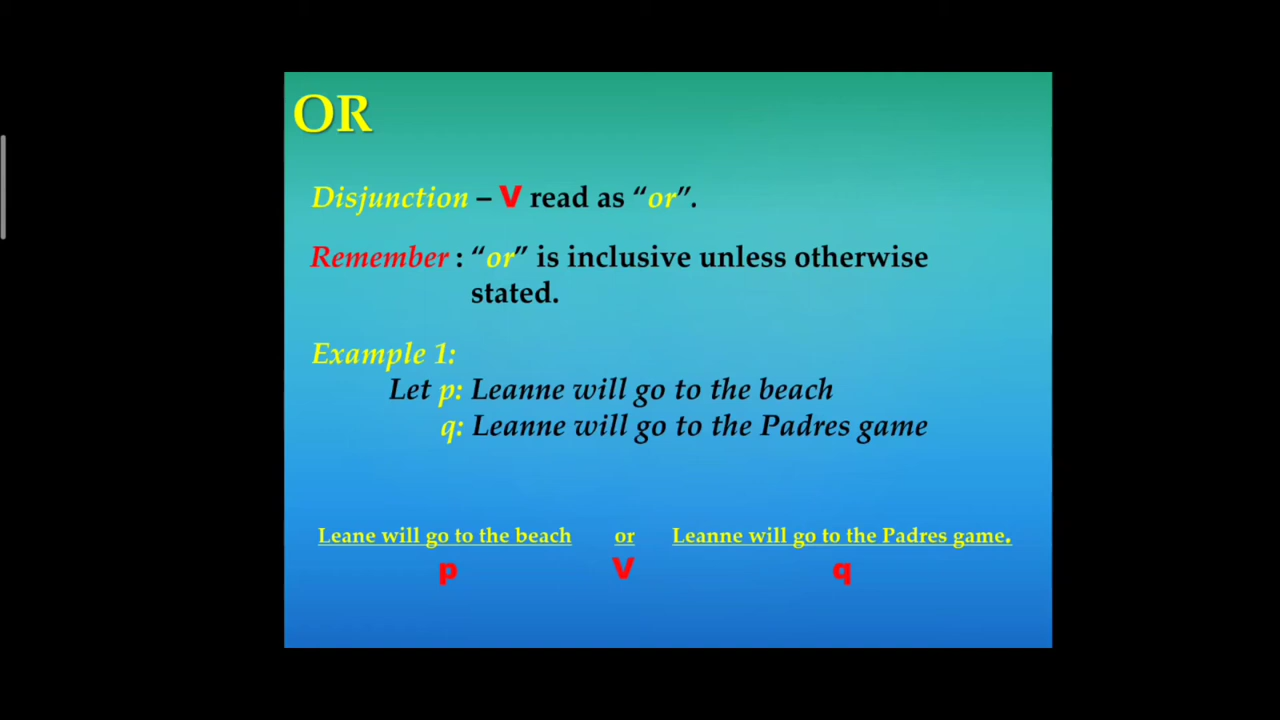 OR
Disjunction – V read as “or”.
Remember : “or” is inclusive unless otherwise
stated.
Example 1:
Let p: Leanne will go to the beach
q: Leanne will go to the Padres game
Leane will go to the beach or Leanne will go to the Padres game.
p V q